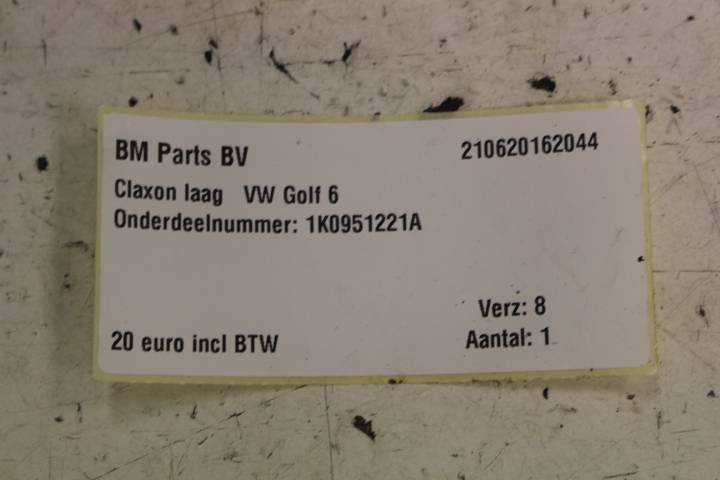 BM Parts BV 210620162044
Claxon laag VW Golf 6
Onderdeelnummer: 1K0951221A
Verz: 8
20 euro incl BTW Aantal: 1